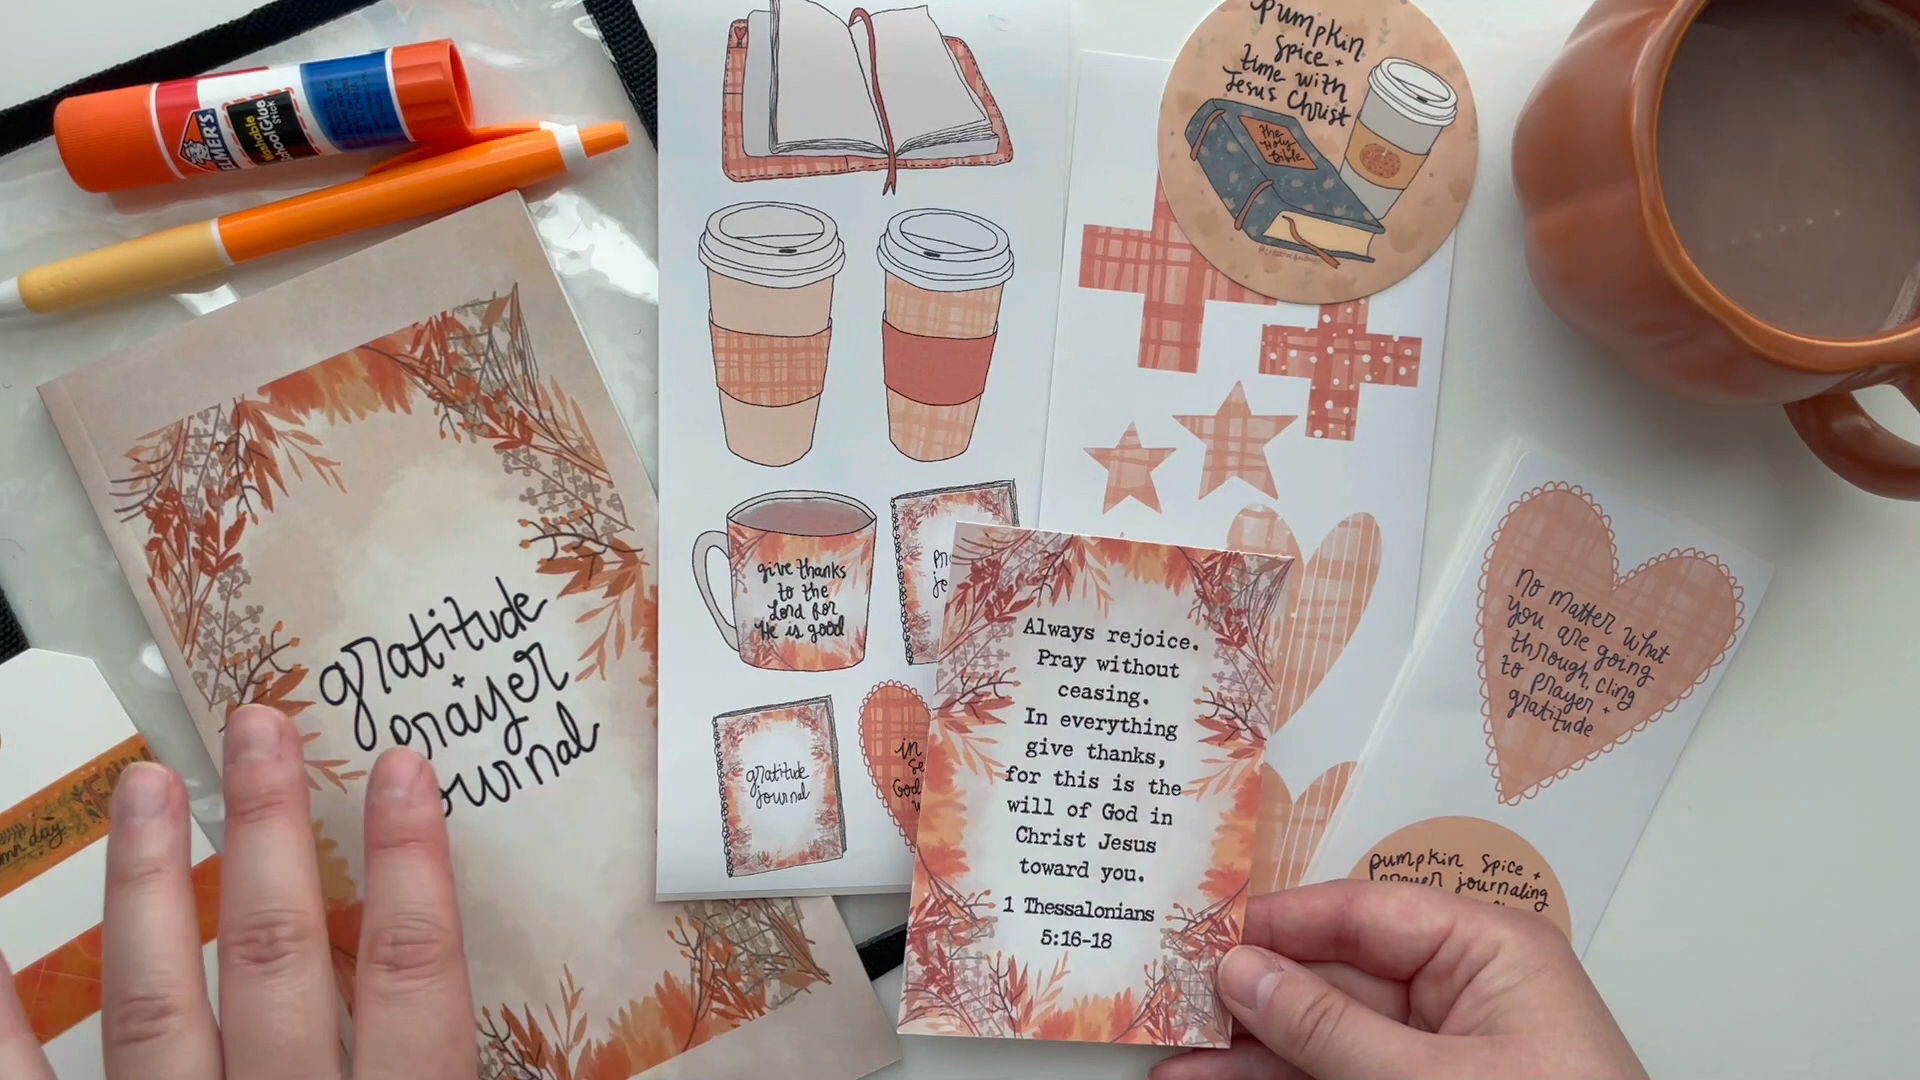 ELMER'S
Washable
School Glue
Stick
pumpkin
spice +
time with
Jesus Christ
the
Holy
Bible
give thanks
to the
Lord for
He is good
gratitude
+
prayer
journal
gratitude
journal
in
God
Always rejoice.
Pray without
ceasing.
In everything
give thanks,
for this is the
will of God in
Christ Jesus
toward you.
1 Thessalonians
5:16-18
No matter what
you are going
through, cling
to prayer +
gratitude
pumpkin spice +
prayer journaling
day